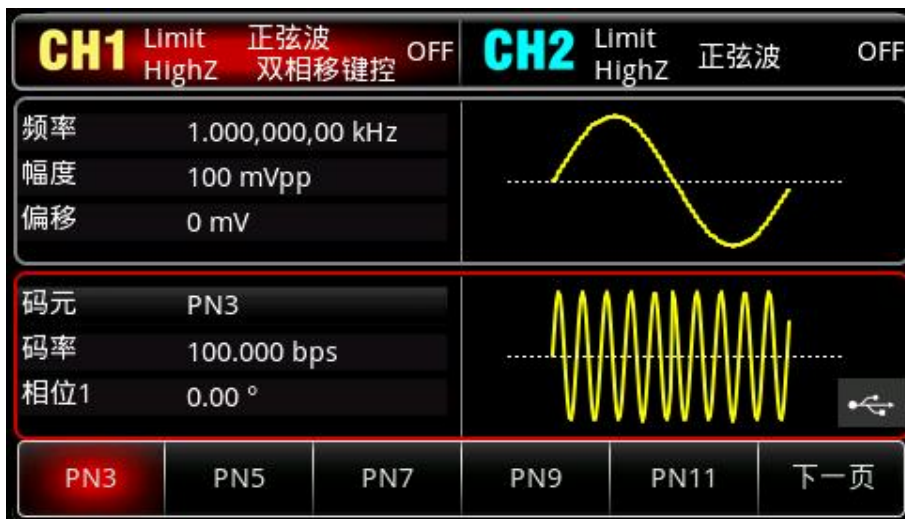 CH1 Limit 正弦波 OFF CH2 Limit 正弦波 OFF
HighZ 双相移键控 HighZ
频率 1.000,000,00 kHz
幅度 100 mVpp
偏移 0 mV
码元 PN3
码率 100.000 bps
相位1 0.00 °
PN3 PN5 PN7 PN9 PN11 下一页